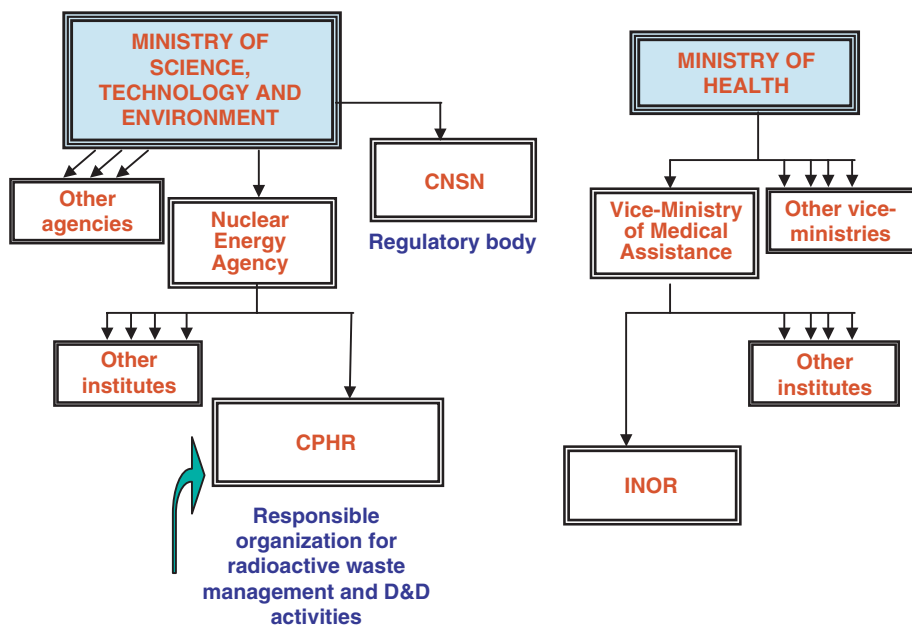 MINISTRY OF
SCIENCE,
TECHNOLOGY AND
ENVIRONMENT
Other
agencies
Nuclear
Energy
Agency
CNSN
Regulatory body
Other
institutes
CPHR
Responsible
organization for
radioactive waste
management and D&D
activities
MINISTRY OF
HEALTH
Vice-Ministry
of Medical
Assistance
Other vice-
ministries
Other
institutes
INOR